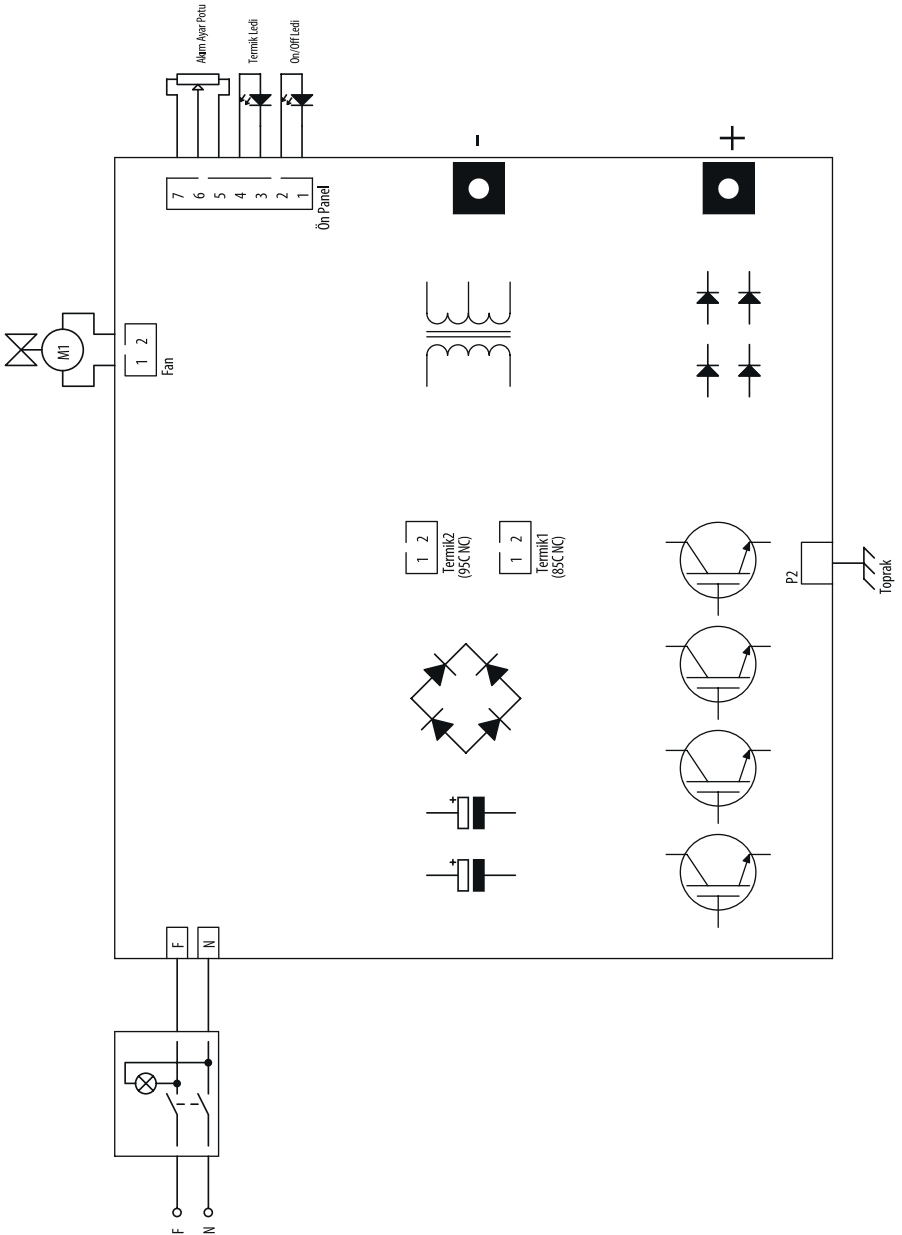 Akım Ayar Potu
Termik Ledi
On/Off Ledi
-
+
7
6
5
4
3
2
1
Ön Panel
M1
1 2
Fan
1 2
Termik2
(95C NC)
1 2
Termik1
(85C NC)
P2
Toprak
+
+
F
N
F
N